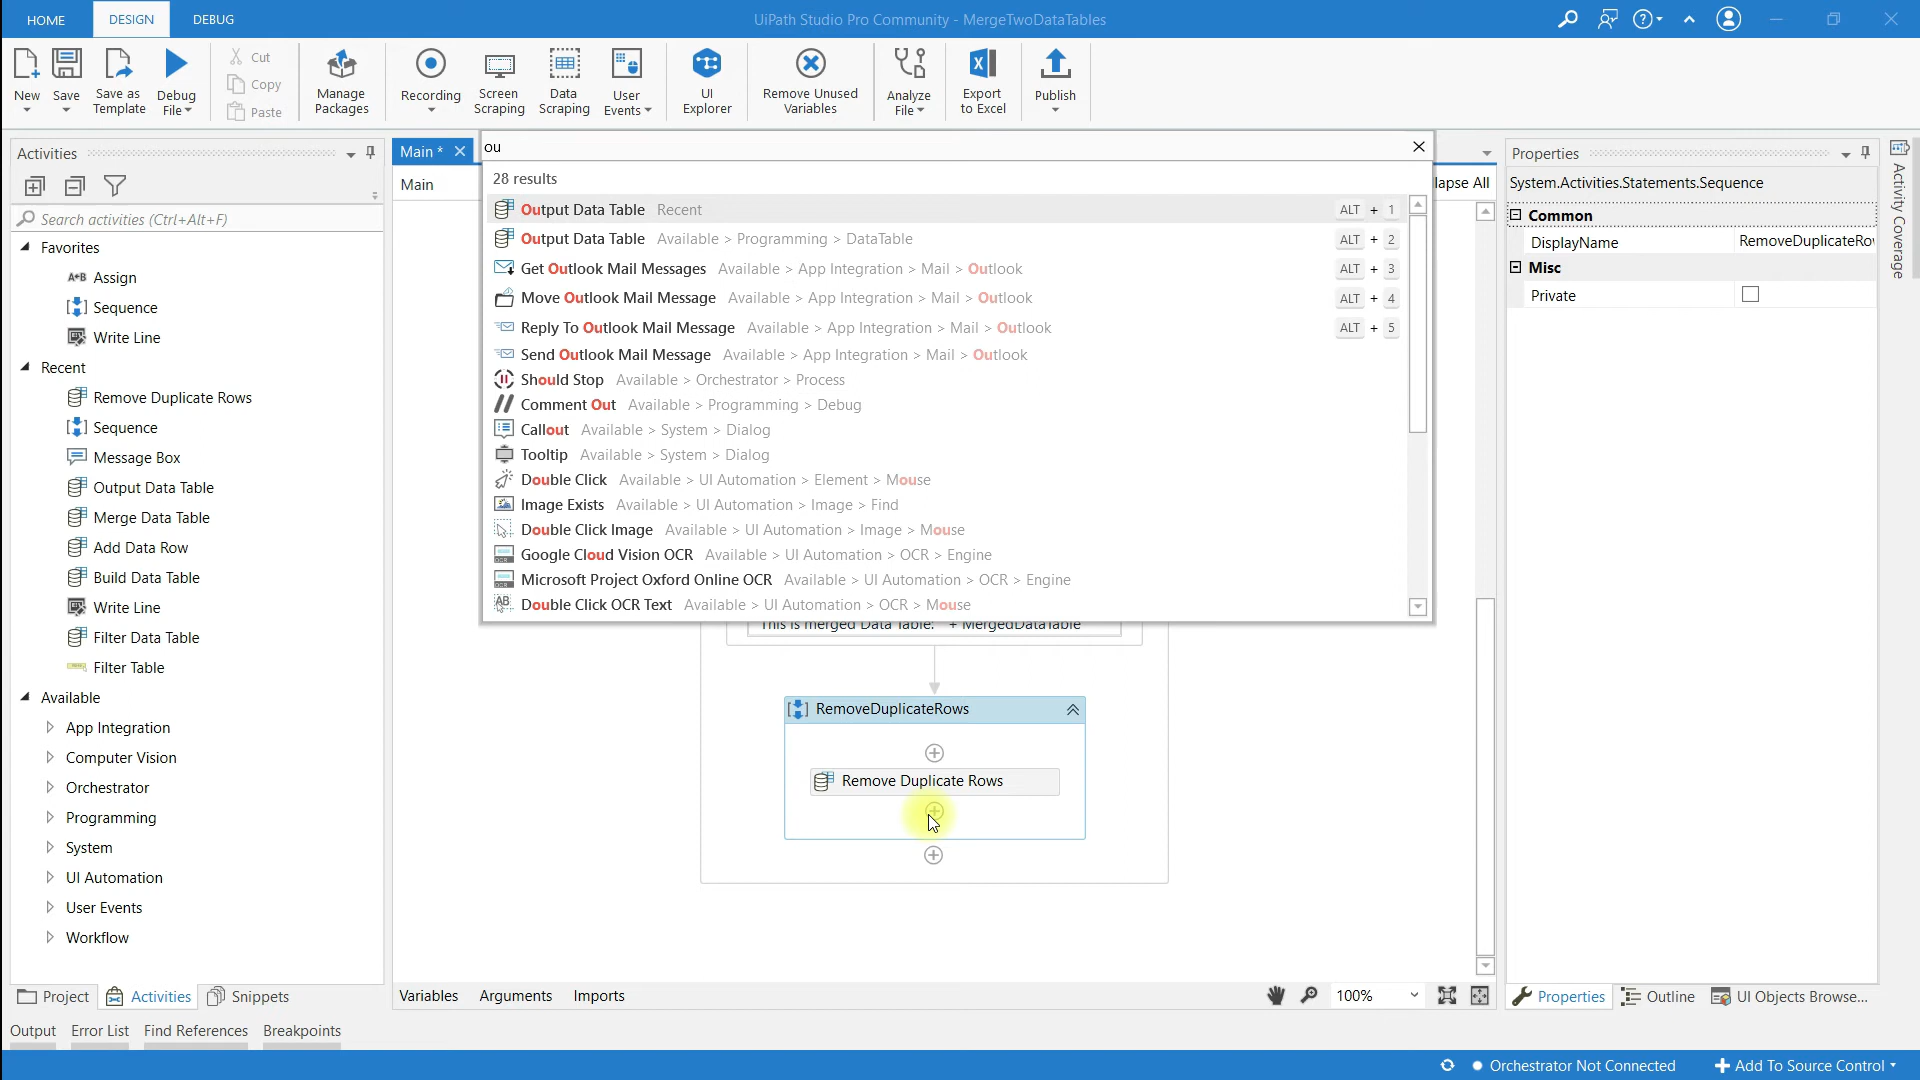 HOME DESIGN DEBUG
UiPath Studio Pro Community - MergeTwoDataTables
New
Save
Save as Template
Debug File
Cut
Copy
Paste
Manage Packages
Recording
Screen Scraping
Data Scraping
User Events
UI Explorer
Remove Unused Variables
Analyze File
Export to Excel
Publish
Activities
Search activities (Ctrl+Alt+F)
Favorites
A+B Assign
Sequence
Write Line
Recent
Remove Duplicate Rows
Sequence
Message Box
Output Data Table
Merge Data Table
Add Data Row
Build Data Table
Write Line
Filter Data Table
Filter Table
Available
App Integration
Computer Vision
Orchestrator
Programming
System
UI Automation
User Events
Workflow
Project Activities Snippets
Main *
Main
lapse All
ou
28 results
Output Data Table Recent ALT + 1
Output Data Table Available > Programming > DataTable ALT + 2
Get Outlook Mail Messages Available > App Integration > Mail > Outlook ALT + 3
Move Outlook Mail Message Available > App Integration > Mail > Outlook ALT + 4
Reply To Outlook Mail Message Available > App Integration > Mail > Outlook ALT + 5
Send Outlook Mail Message Available > App Integration > Mail > Outlook
Should Stop Available > Orchestrator > Process
Comment Out Available > Programming > Debug
Callout Available > System > Dialog
Tooltip Available > System > Dialog
Double Click Available > UI Automation > Element > Mouse
Image Exists Available > UI Automation > Image > Find
Double Click Image Available > UI Automation > Image > Mouse
Google Cloud Vision OCR Available > UI Automation > OCR > Engine
Microsoft Project Oxford Online OCR Available > UI Automation > OCR > Engine
Double Click OCR Text Available > UI Automation > OCR > Mouse
This is merged Data Table: " + MergedDataTable
RemoveDuplicateRows
Remove Duplicate Rows
Variables Arguments Imports
100%
Properties
System.Activities.Statements.Sequence
Common
DisplayName RemoveDuplicateRo
Misc
Private
Activity Coverage
Properties Outline UI Objects Browse...
Output Error List Find References Breakpoints
Orchestrator Not Connected
Add To Source Control